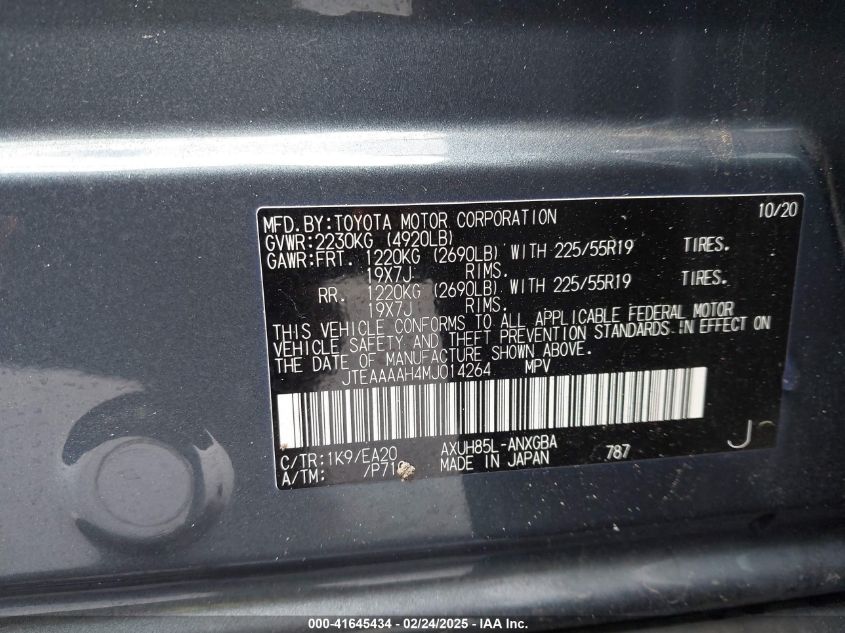 MFD.BY:TOYOTA MOTOR CORPORATION 10/20
GVWR:2230KG (4920LB)
GAWR:FRT. 1220KG (2690LB) WITH 225/55R19 TIRES.
19X7J RIMS.
RR. 1220KG (2690LB) WITH 225/55R19 TIRES.
19X7J RIMS.
THIS VEHICLE CONFORMS TO ALL APPLICABLE FEDERAL MOTOR
VEHICLE SAFETY AND THEFT PREVENTION STANDARDS IN EFFECT ON
THE DATE OF MANUFACTURE SHOWN ABOVE.
JTEAAAAH4MJ014264 MPV
C/TR:1K9/EA20 AXUH85L-ANXGBA 787
A/TM: MADE IN JAPAN
000-41645434 - 02/24/2025 - IAA Inc.